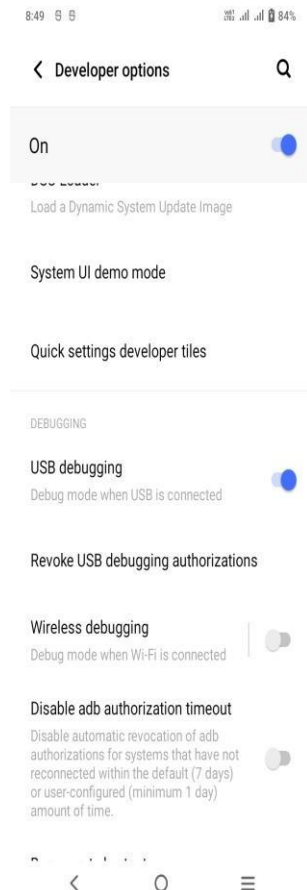 8:49
84%
Developer options
On
Load a Dynamic System Update Image
System UI demo mode
Quick settings developer tiles
DEBUGGING
USB debugging
Debug mode when USB is connected
Revoke USB debugging authorizations
Wireless debugging
Debug mode when Wi-Fi is connected
Disable adb authorization timeout
Disable automatic revocation of adb
authorizations for systems that have not
reconnected within the default (7 days)
or user-configured (minimum 1 day)
amount of time.